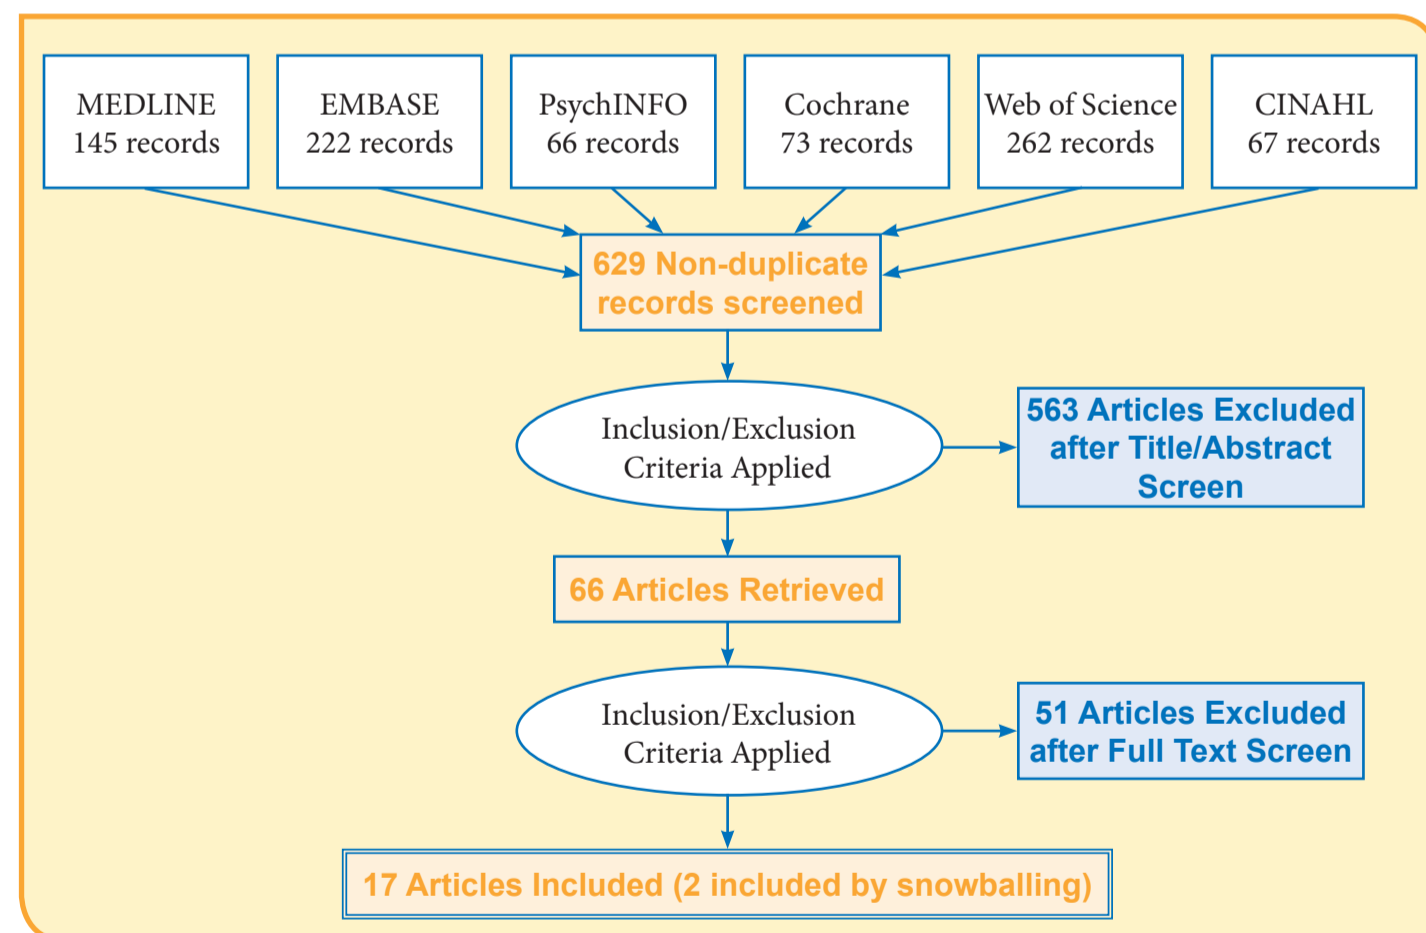 MEDLINE
145 records
EMBASE
222 records
PsychINFO
66 records
Cochrane
73 records
Web of Science
262 records
CINAHL
67 records
629 Non-duplicate
records screened
Inclusion/Exclusion
Criteria Applied
563 Articles Excluded
after Title/Abstract
Screen
66 Articles Retrieved
Inclusion/Exclusion
Criteria Applied
51 Articles Excluded
after Full Text Screen
17 Articles Included (2 included by snowballing)